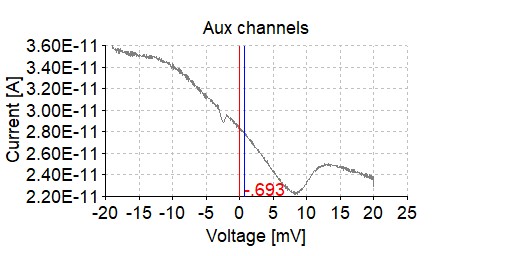 Aux channels
Current [A]
3.60E-11
3.40E-11
3.20E-11
3.00E-11
2.80E-11
2.60E-11
2.40E-11
2.20E-11
-.693
-20 -15 -10 -5 0 5 10 15 20 25
Voltage [mV]